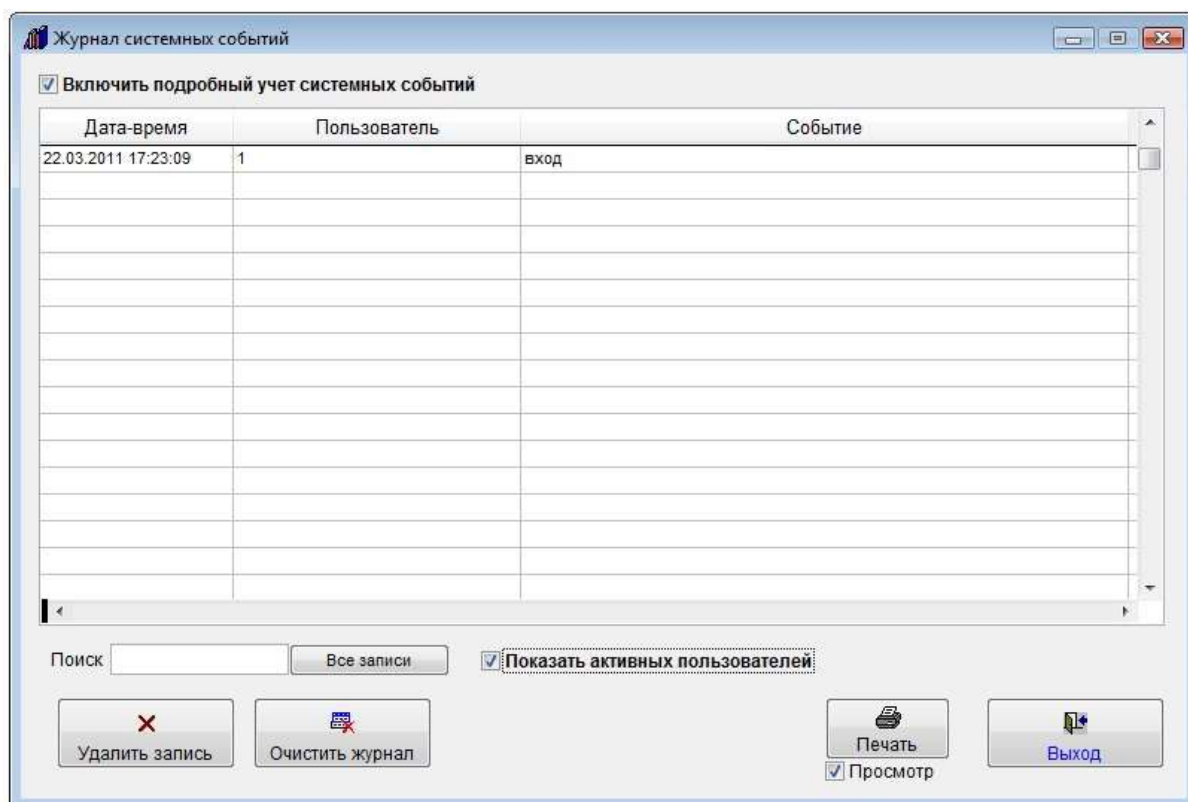 Журнал системных событий
Включить подробный учет системных событий
Дата-время Пользователь Событие
22.03.2011 17:23:09 1 вход
Поиск Все записи Показать активных пользователей
Удалить запись Очистить журнал Печать Выход
Просмотр